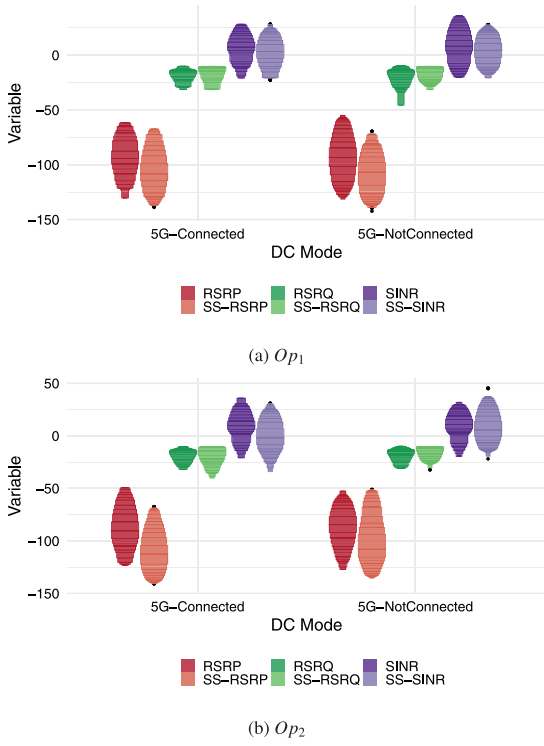 0
−50
−100
−150
Variable
5G−Connected
5G−NotConnected
DC Mode
RSRP
RSRQ
SINR
SS−RSRP
SS−RSRQ
SS−SINR
(a) Op1
50
0
−50
−100
−150
Variable
5G−Connected
5G−NotConnected
DC Mode
RSRP
RSRQ
SINR
SS−RSRP
SS−RSRQ
SS−SINR
(b) Op2